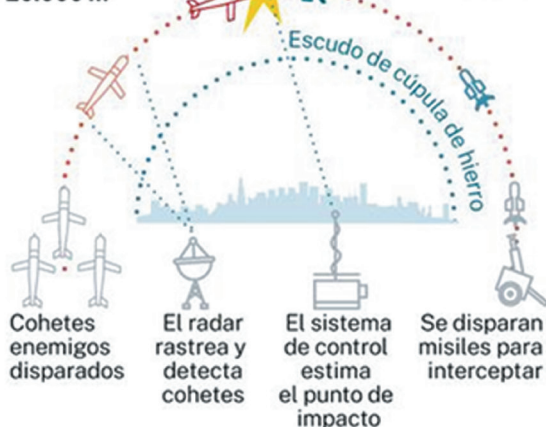 Escudo de cúpula de hierro
Cohetes
enemigos
disparados
El radar
rastrea y
detecta
cohetes
El sistema
de control
estima
el punto de
impacto
Se disparan
misiles para
interceptar